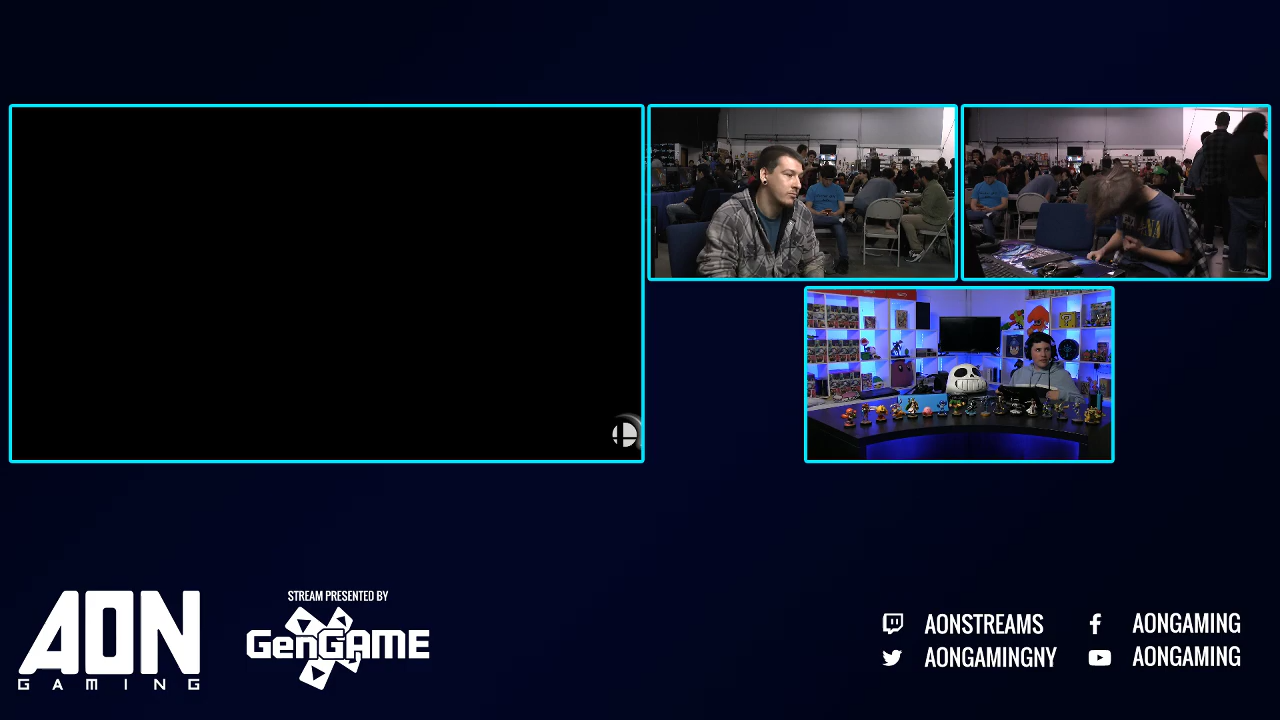 AON
GAMING
STREAM PRESENTED BY
GENGAME
AONSTREAMS
AONGAMING
AONGAMINGNY
AONGAMING